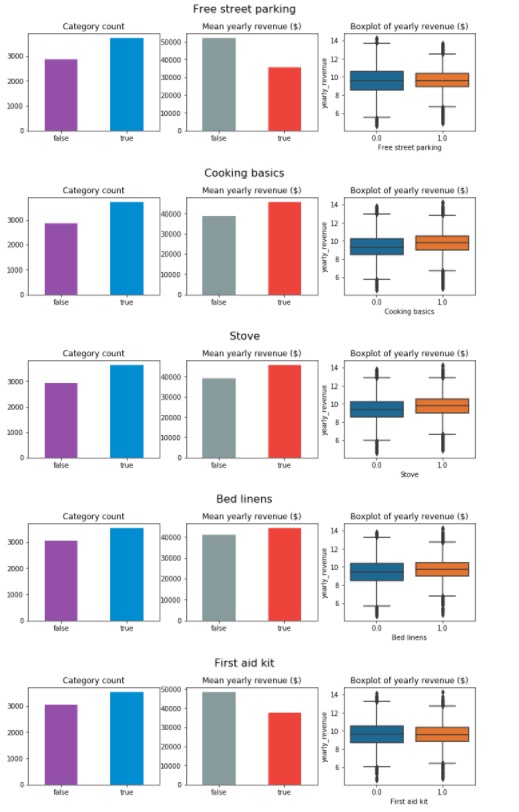 Free street parking
Category count
Mean yearly revenue ($)
Boxplot of yearly revenue ($)
3000
2000
1000
0
false
true
50000
40000
30000
20000
10000
0
false
true
yearly_revenue
14
12
10
8
6
0.0
1.0
Free street parking
Cooking basics
Category count
Mean yearly revenue ($)
Boxplot of yearly revenue ($)
3000
2000
1000
0
false
true
40000
30000
20000
10000
0
false
true
yearly_revenue
14
12
10
8
6
0.0
1.0
Cooking basics
Stove
Category count
Mean yearly revenue ($)
Boxplot of yearly revenue ($)
3000
2000
1000
0
false
true
40000
30000
20000
10000
0
false
true
yearly_revenue
14
12
10
8
6
0.0
1.0
Stove
Bed linens
Category count
Mean yearly revenue ($)
Boxplot of yearly revenue ($)
3000
2000
1000
0
false
true
40000
30000
20000
10000
0
false
true
yearly_revenue
14
12
10
8
6
0.0
1.0
Bed linens
First aid kit
Category count
Mean yearly revenue ($)
Boxplot of yearly revenue ($)
3000
2000
1000
0
false
true
50000
40000
30000
20000
10000
0
false
true
yearly_revenue
14
12
10
8
6
0.0
1.0
First aid kit